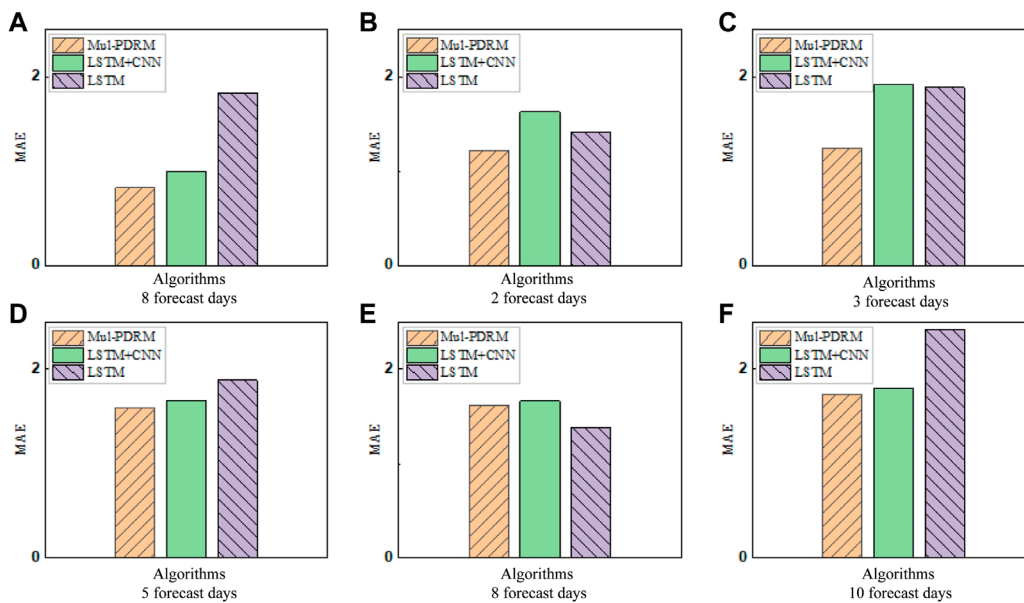 A
Mul-PDRM
LSTM+CNN
LSTM
2
MAE
0
Algorithms
8 forecast days
B
Mul-PDRM
LSTM+CNN
LSTM
2
MAE
0
Algorithms
2 forecast days
C
Mul-PDRM
LSTM+CNN
LSTM
2
MAE
0
Algorithms
3 forecast days
D
Mul-PDRM
LSTM+CNN
LSTM
2
MAE
0
Algorithms
5 forecast days
E
Mul-PDRM
LSTM+CNN
LSTM
2
MAE
0
Algorithms
8 forecast days
F
Mul-PDRM
LSTM+CNN
LSTM
2
MAE
0
Algorithms
10 forecast days